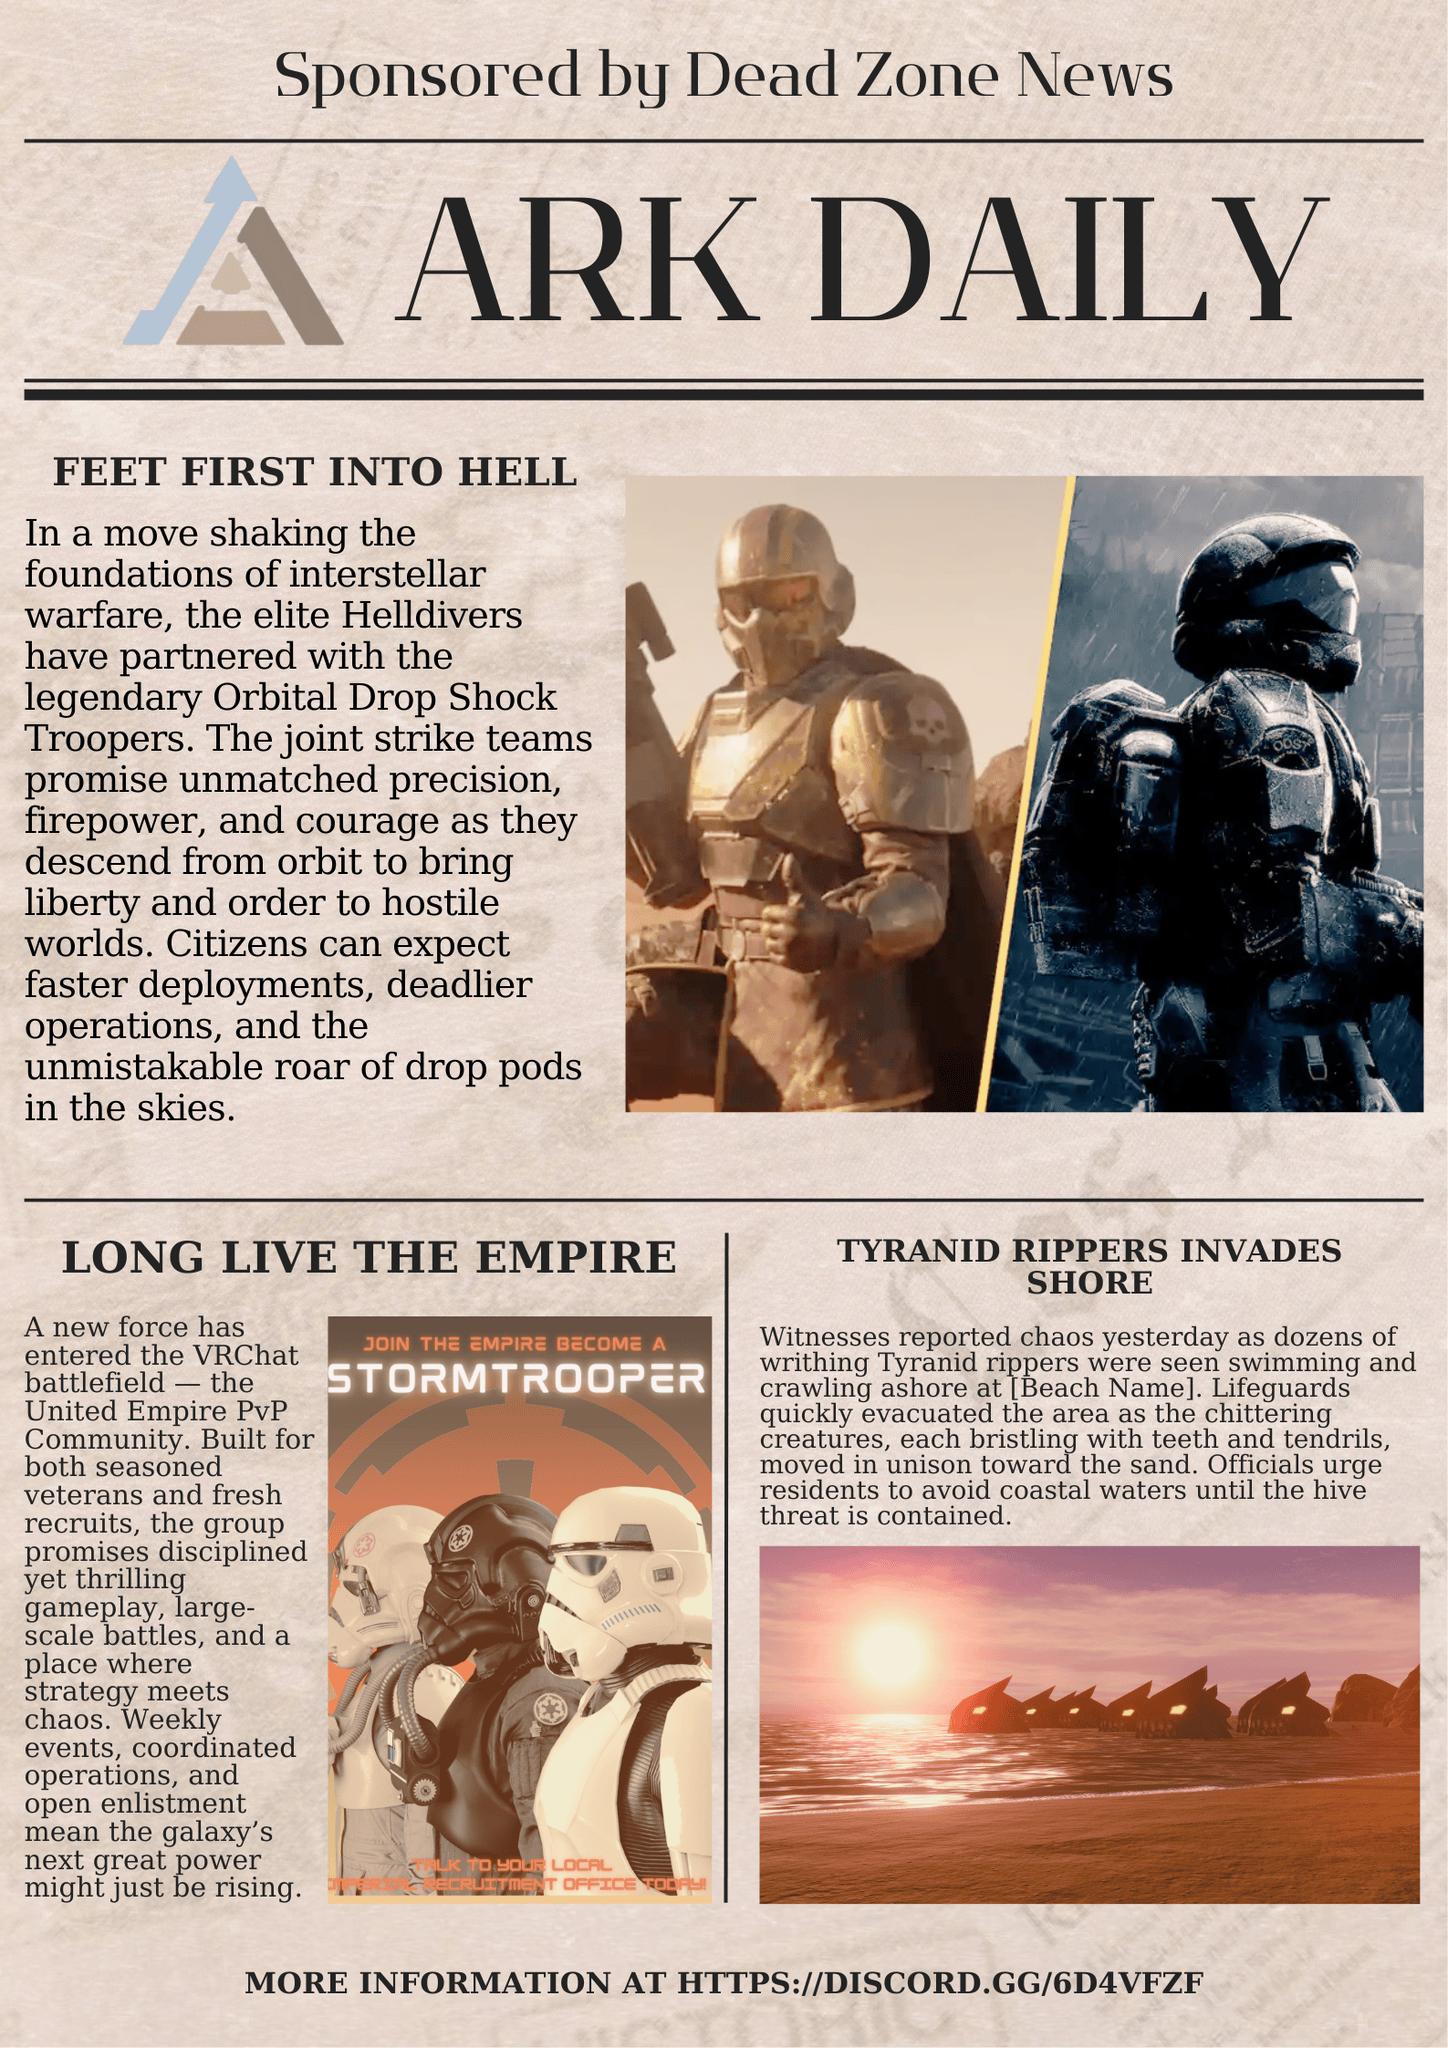 Sponsored by Dead Zone News
ARK DAILY
FEET FIRST INTO HELL
In a move shaking the
foundations of interstellar
warfare, the elite Helldivers
have partnered with the
legendary Orbital Drop Shock
Troopers. The joint strike teams
promise unmatched precision,
firepower, and courage as they
descend from orbit to bring
liberty and order to hostile
worlds. Citizens can expect
faster deployments, deadlier
operations, and the
unmistakable roar of drop pods
in the skies.
ODST
LONG LIVE THE EMPIRE
A new force has
entered the VRChat
battlefield — the
United Empire PvP
Community. Built for
both seasoned
veterans and fresh
recruits, the group
promises disciplined
yet thrilling
gameplay, large-
scale battles, and a
place where
strategy meets
chaos. Weekly
events, coordinated
operations, and
open enlistment
mean the galaxy’s
next great power
might just be rising.
JOIN THE EMPIRE BECOME A
STORMTROOPER
TALK TO YOUR LOCAL
IMPERIAL RECRUITMENT OFFICE TODAY!
TYRANID RIPPERS INVADES
SHORE
Witnesses reported chaos yesterday as dozens of
writhing Tyranid rippers were seen swimming and
crawling ashore at [Beach Name]. Lifeguards
quickly evacuated the area as the chittering
creatures, each bristling with teeth and tendrils,
moved in unison toward the sand. Officials urge
residents to avoid coastal waters until the hive
threat is contained.
MORE INFORMATION AT HTTPS://DISCORD.GG/6D4VFZF